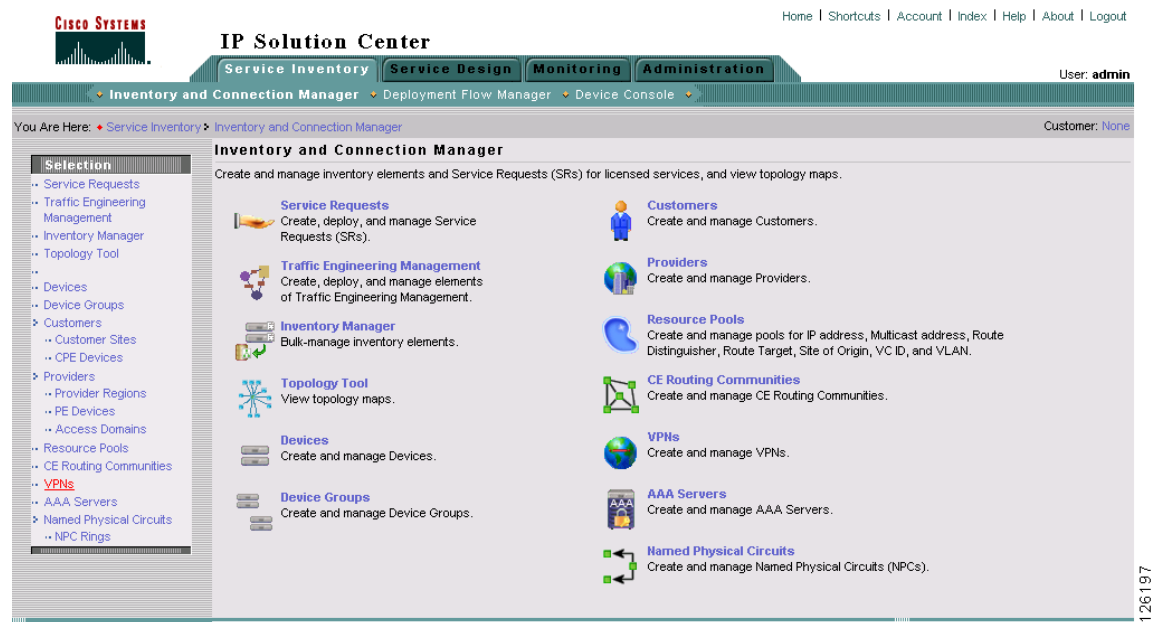 Cisco Systems
Home | Shortcuts | Account | Index | Help | About | Logout
IP Solution Center
Service Inventory Service Design Monitoring Administration
User: admin
Inventory and Connection Manager Deployment Flow Manager Device Console
You Are Here: Service Inventory Inventory and Connection Manager
Customer: None
Selection
Service Requests
Traffic Engineering
Management
Inventory Manager
Topology Tool
Devices
Device Groups
Customers
Customer Sites
CPE Devices
Providers
Provider Regions
PE Devices
Access Domains
Resource Pools
CE Routing Communities
VPNs
AAA Servers
Named Physical Circuits
NPC Rings
Inventory and Connection Manager
Create and manage inventory elements and Service Requests (SRs) for licensed services, and view topology maps.
Service Requests
Create, deploy, and manage Service
Requests (SRs).
Traffic Engineering Management
Create, deploy, and manage elements
of Traffic Engineering Management.
Inventory Manager
Bulk-manage inventory elements.
Topology Tool
View topology maps.
Devices
Create and manage Devices.
Device Groups
Create and manage Device Groups.
Customers
Create and manage Customers.
Providers
Create and manage Providers.
Resource Pools
Create and manage pools for IP address, Multicast address, Route
Distinguisher, Route Target, Site of Origin, VC ID, and VLAN.
CE Routing Communities
Create and manage CE Routing Communities.
VPNs
Create and manage VPNs.
AAA
AAA Servers
Create and manage AAA Servers.
Named Physical Circuits
Create and manage Named Physical Circuits (NPCs).
126197